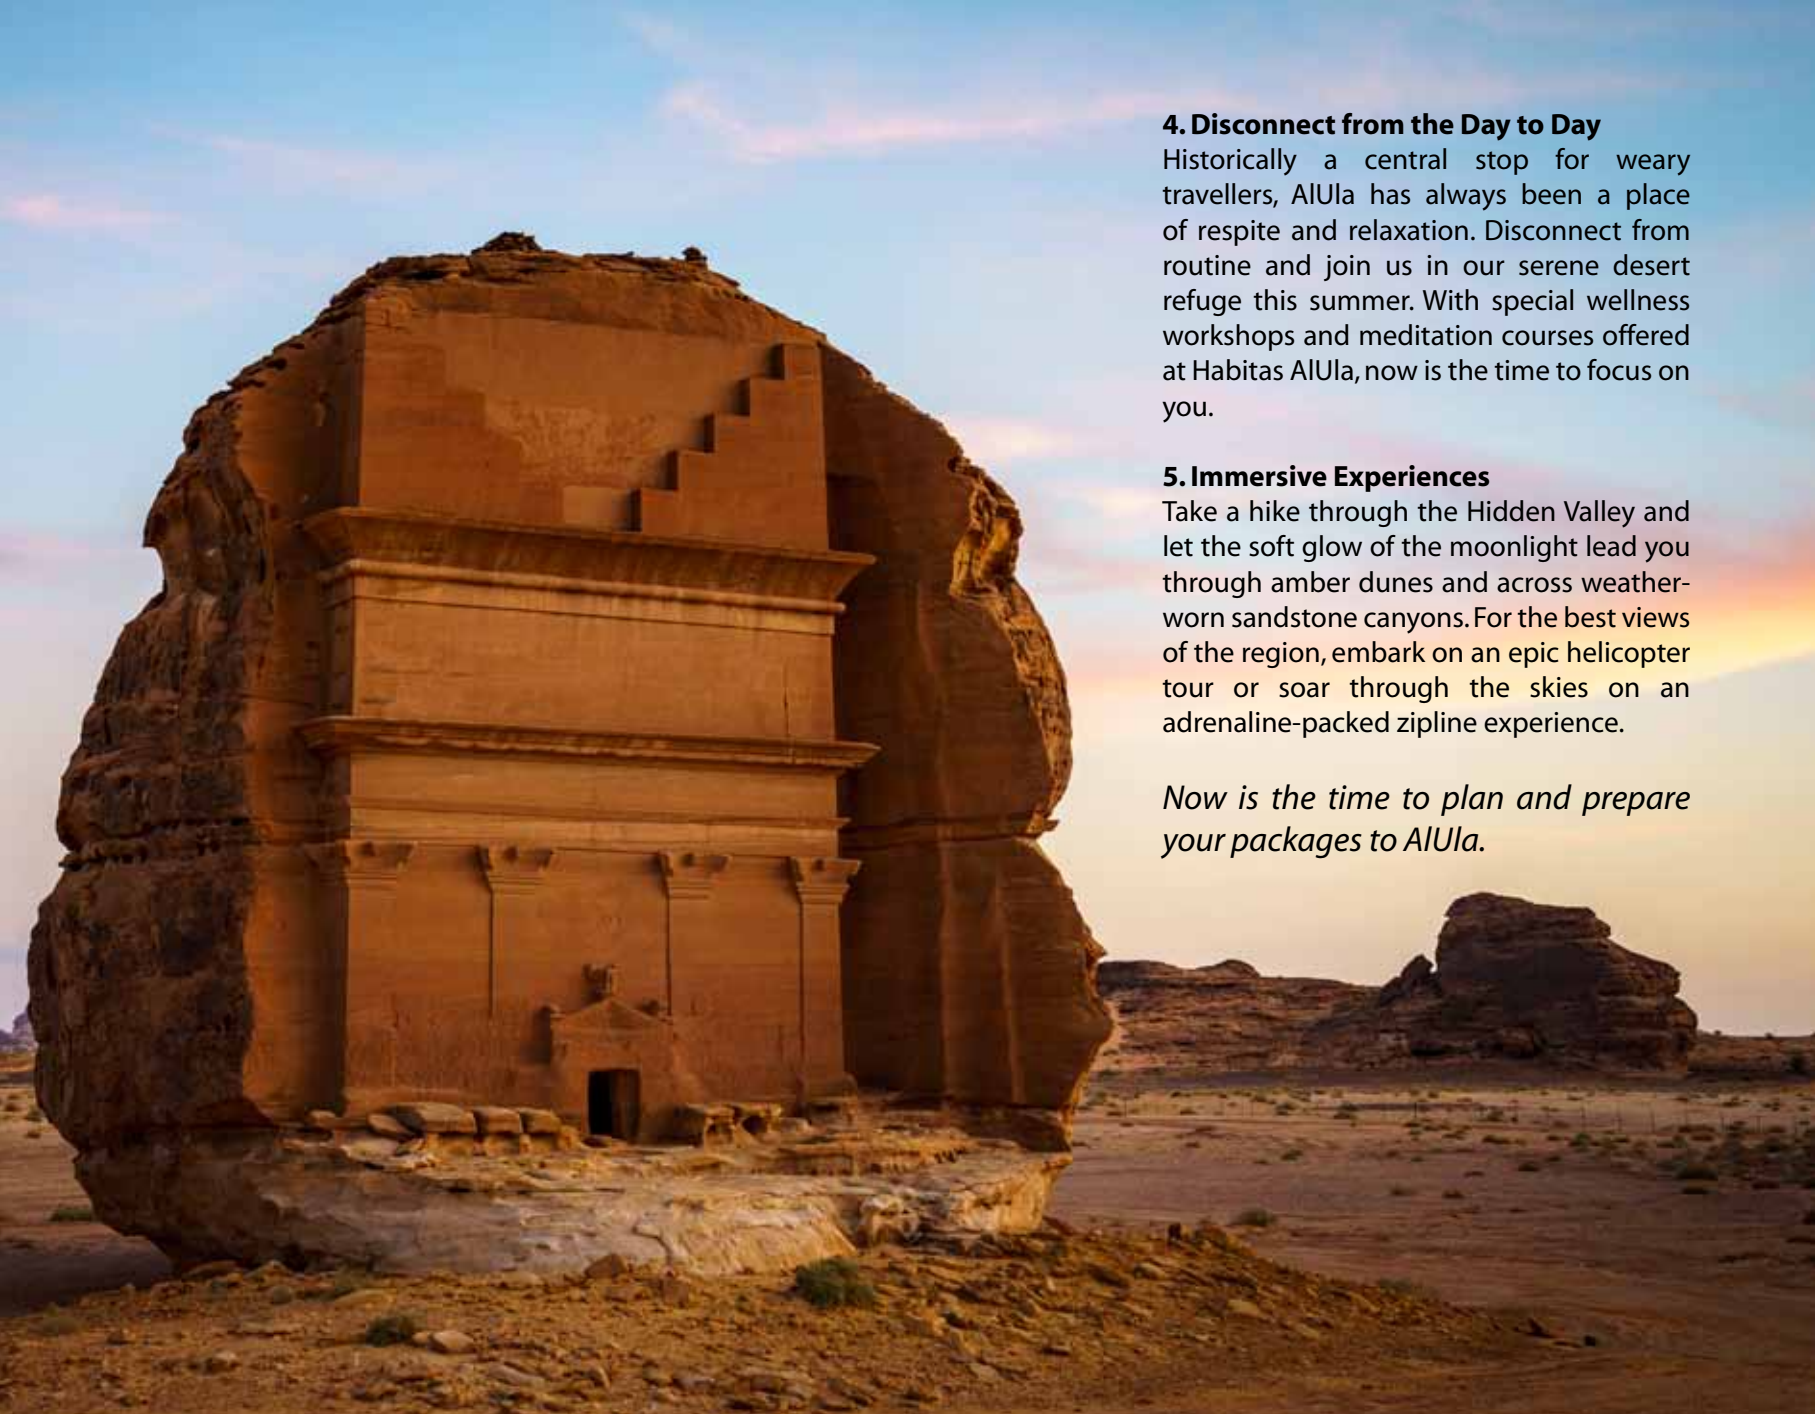 4. Disconnect from the Day to Day
Historically a central stop for weary
travellers, AlUla has always been a place
of respite and relaxation. Disconnect from
routine and join us in our serene desert
refuge this summer. With special wellness
workshops and meditation courses offered
at Habitas AlUla, now is the time to focus on
you.
5. Immersive Experiences
Take a hike through the Hidden Valley and
let the soft glow of the moonlight lead you
through amber dunes and across weather-
worn sandstone canyons. For the best views
of the region, embark on an epic helicopter
tour or soar through the skies on an
adrenaline-packed zipline experience.
Now is the time to plan and prepare
your packages to AlUla.